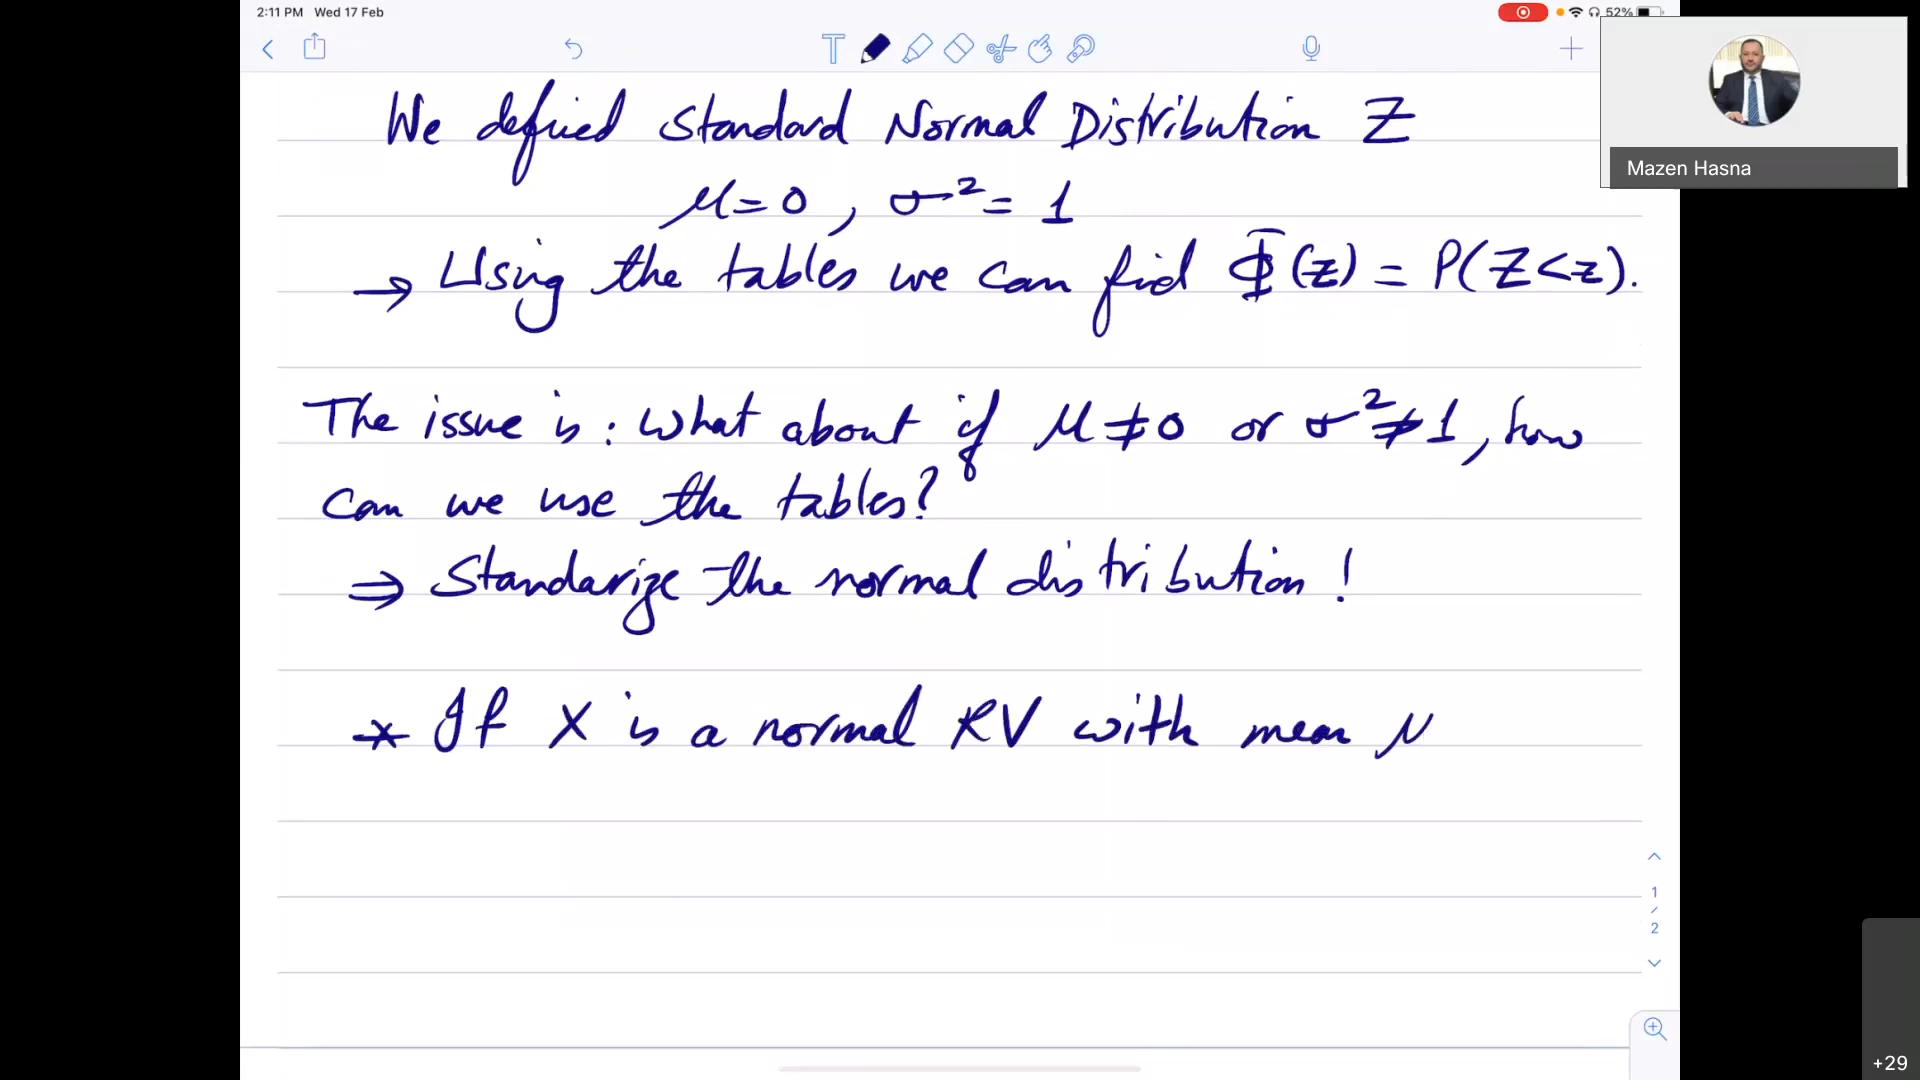 2:11 PM Wed 17 Feb
52%
We defined Standard Normal Distribution Z
μ=0, σ²=1
→ Using the tables we can find Φ(z) = P(Z<z).
The issue is: what about if μ≠0 or σ²≠1, how
can we use the tables?
⇒ Standarize the normal distribution!
* If X is a normal RV with mean μ
Mazen Hasna
1
/
2
+29